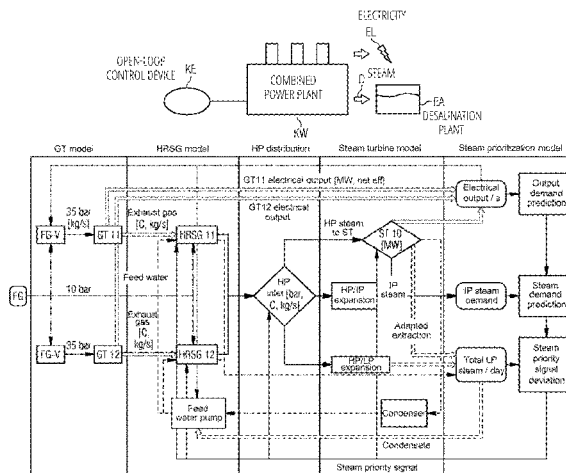 ELECTRICITY
EL
OPEN-LOOP
CONTROL DEVICE
KE
COMBINED
POWER PLANT
KW
D
STEAM
EA
DESALINATION
PLANT
GT model
HRSG model
HP distribution
Steam turbine model
Steam prioritization model
GT11 electrical output [MW, net eff]
GT12 electrical
output
Electrical
output / s
Output
demand
prediction
35 bar
[kg/s]
Exhaust gas
[C, kg/s]
FG-V
GT 11
HRSG 11
HP steam
to ST
ST 10
[MW]
Feed water
FG
10 bar
HP
inlet [bar,
C, kg/s]
HP/IP
expansion
IP
steam
IP steam
demand
Steam
demand
prediction
Exhaust
gas
[C, kg/s]
35 bar
FG-V
GT 12
HRSG 12
Adapted
extraction
HP/LP
expansion
Total LP
steam / day
Steam
priority
signal
deviation
Feed
water pump
Condenser
Condensate
Steam priority signal